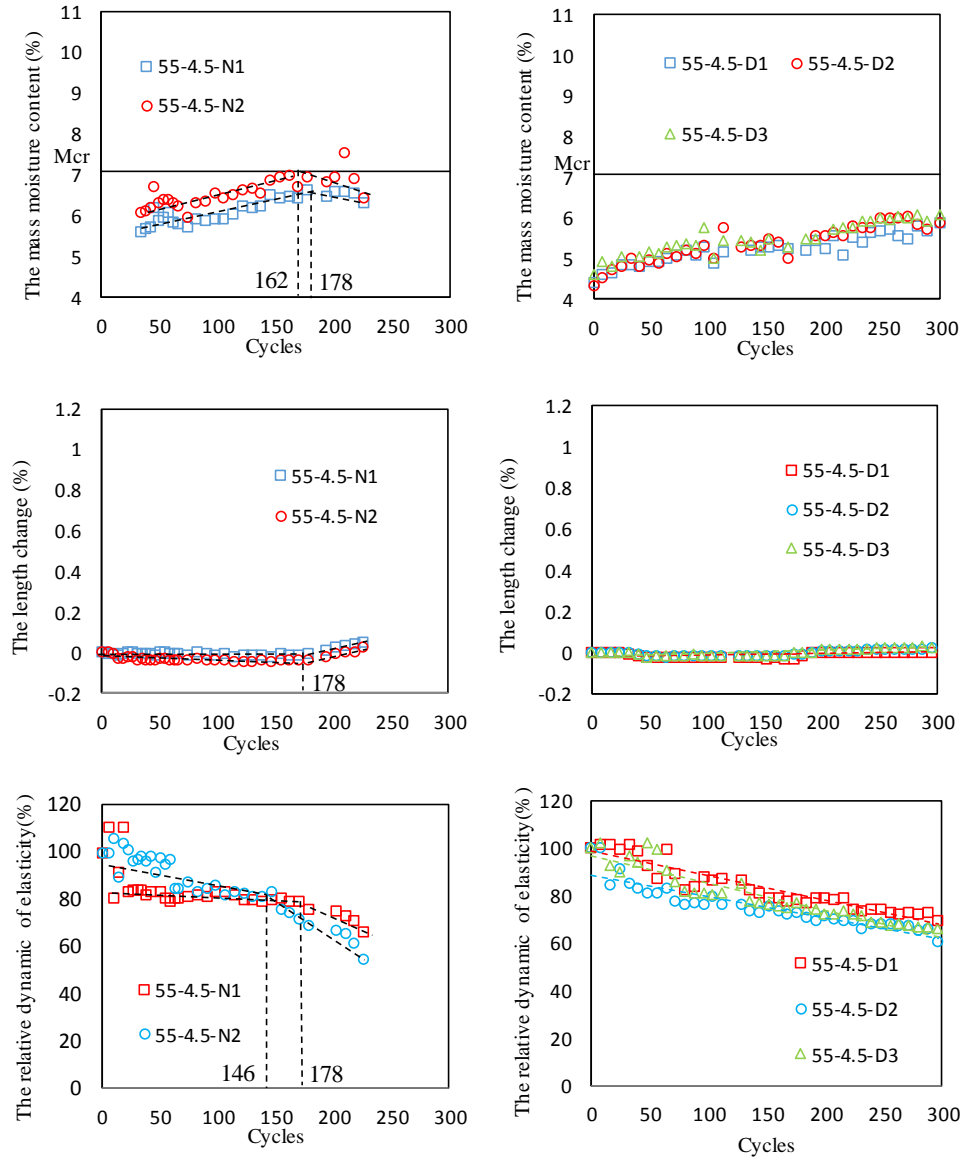 The mass moisture content (%)
11
10
9
8
Mcr
7
6
5
4
55-4.5-N1
55-4.5-N2
162
178
0 50 100 150 200 250 300
Cycles
The mass moisture content (%)
11
10
9
8
Mcr
7
6
5
4
55-4.5-D1
55-4.5-D2
55-4.5-D3
0 50 100 150 200 250 300
Cycles
The length change (%)
1.2
1
0.8
0.6
0.4
0.2
0
-0.2
55-4.5-N1
55-4.5-N2
178
0 50 100 150 200 250 300
Cycles
The length change (%)
1.2
1
0.8
0.6
0.4
0.2
0
-0.2
55-4.5-D1
55-4.5-D2
55-4.5-D3
0 50 100 150 200 250 300
Cycles
The relative dynamic of elasticity(%)
120
100
80
60
40
20
0
55-4.5-N1
55-4.5-N2
146
178
0 50 100 150 200 250 300
Cycles
The relative dynamic of elasticity(%)
120
100
80
60
40
20
0
55-4.5-D1
55-4.5-D2
55-4.5-D3
0 50 100 150 200 250 300
Cycles